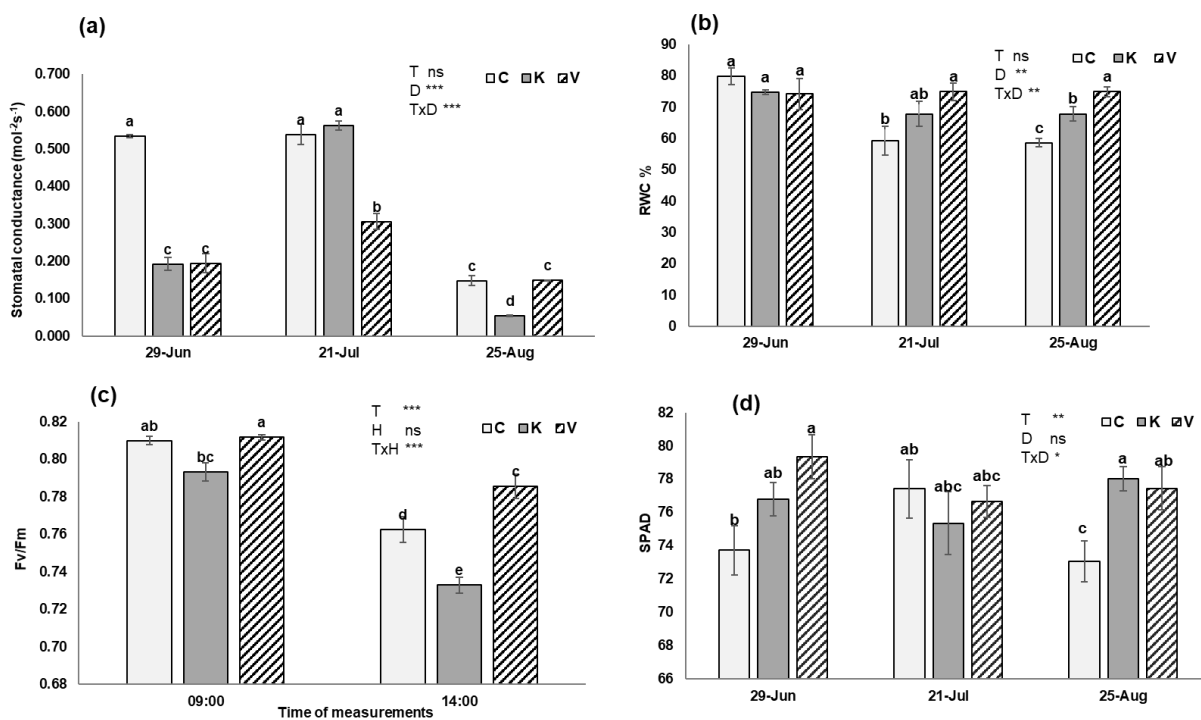 (a)
T ns
D ***
TxD ***
C K V
Stomatal conductance (mol⁻²s⁻¹)
0.700
0.600
0.500
0.400
0.300
0.200
0.100
0.000
a c c
a a b
c d c
29-Jun 21-Jul 25-Aug
(b)
T ns
D **
TxD **
C K V
RWC %
90
80
70
60
50
40
30
20
10
0
a a a
b ab a
c b a
29-Jun 21-Jul 25-Aug
(c)
T ***
H ns
TxH ***
C K V
Fv/Fm
0.82
0.80
0.78
0.76
0.74
0.72
0.70
0.68
ab bc a
d e c
09:00 14:00
Time of measurements
(d)
T **
D ns
TxD *
C K V
SPAD
82
80
78
76
74
72
70
68
66
b ab a
ab abc abc
c a ab
29-Jun 21-Jul 25-Aug